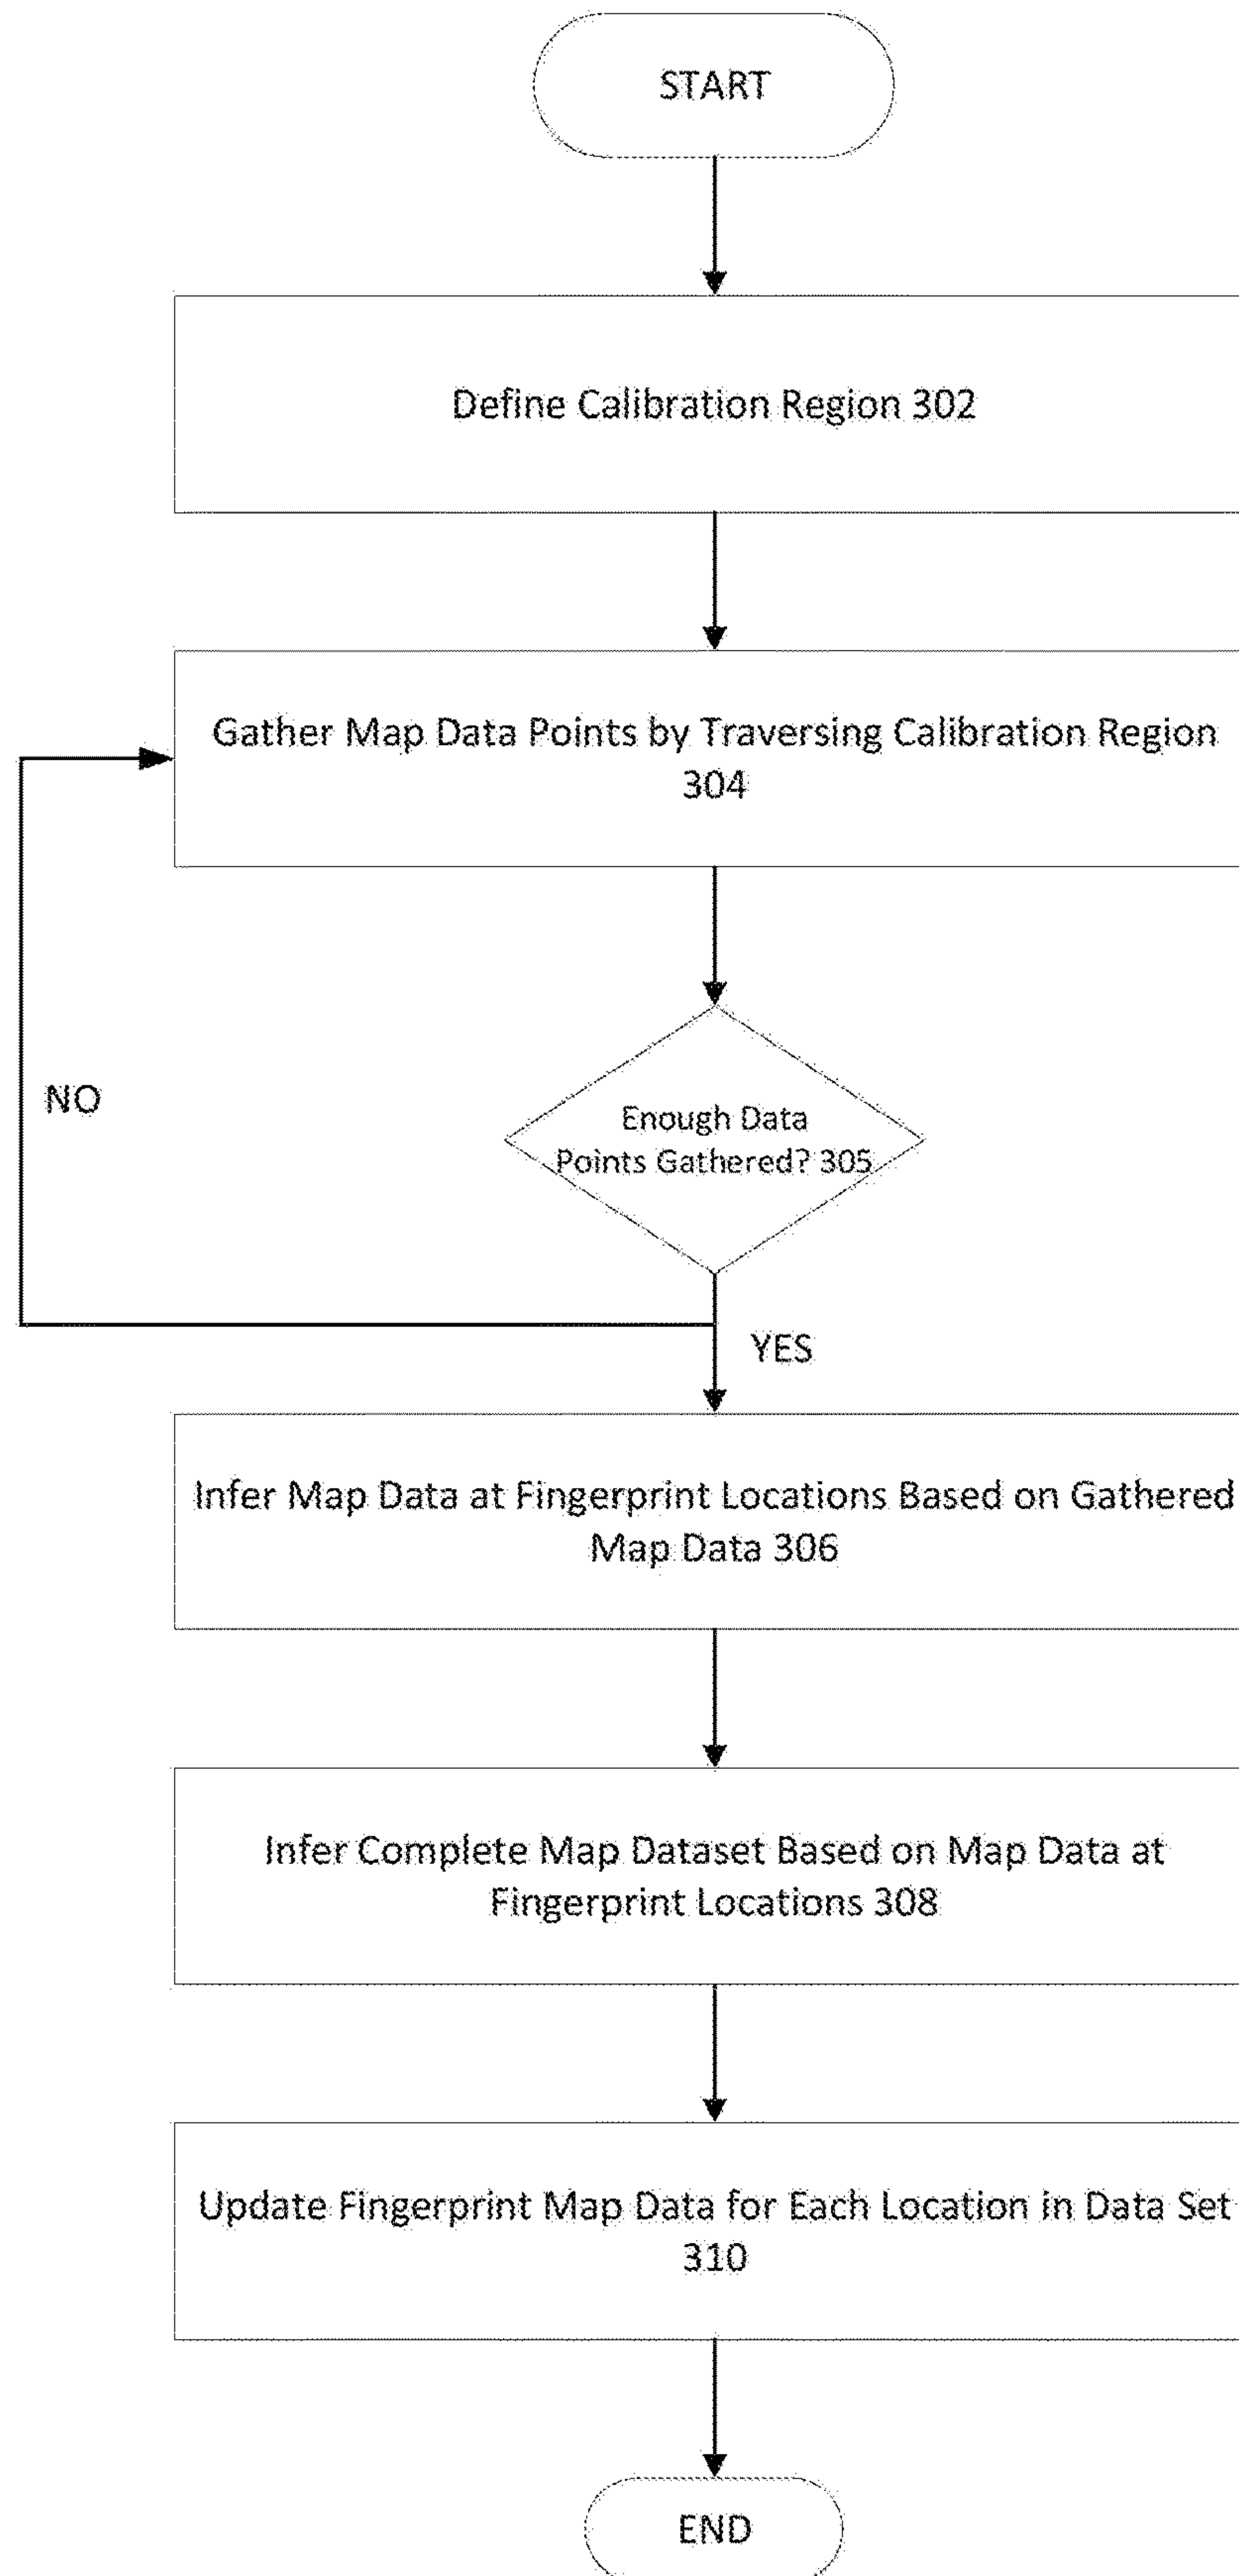 START
Define Calibration Region 302
Gather Map Data Points by Traversing Calibration Region
304
NO
Enough Data
Points Gathered? 305
YES
Infer Map Data at Fingerprint Locations Based on Gathered
Map Data 306
Infer Complete Map Dataset Based on Map Data at
Fingerprint Locations 308
Update Fingerprint Map Data for Each Location in Data Set
310
END